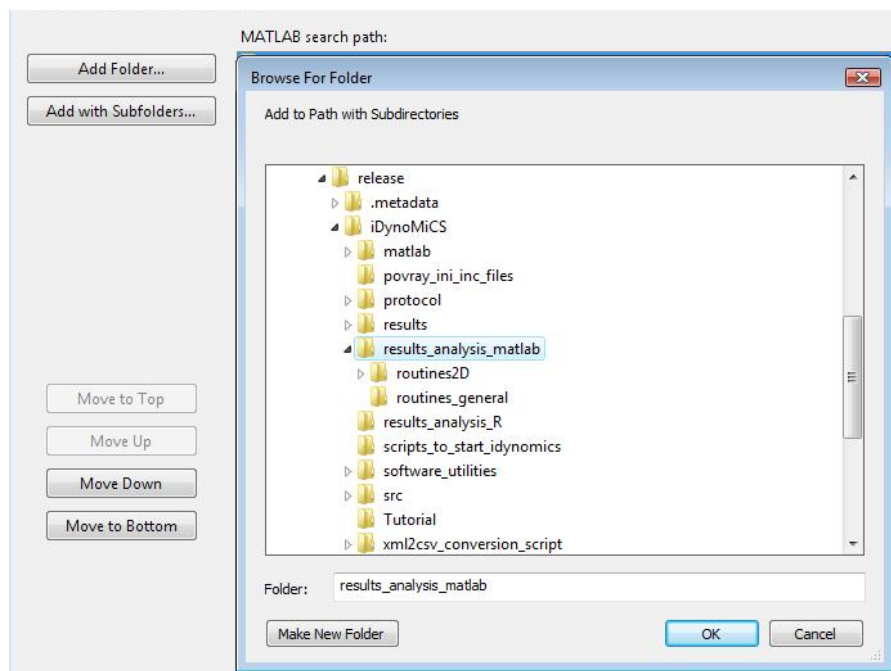 MATLAB search path:
Add Folder...
Add with Subfolders...
Browse For Folder
Add to Path with Subdirectories
release
.metadata
iDynoMiCS
matlab
povray_ini_inc_files
protocol
results
results_analysis_matlab
routines2D
routines_general
results_analysis_R
scripts_to_start_idynomics
software_utilities
src
Tutorial
xml2csv_conversion_script
Move to Top
Move Up
Move Down
Move to Bottom
Folder: results_analysis_matlab
Make New Folder
OK
Cancel